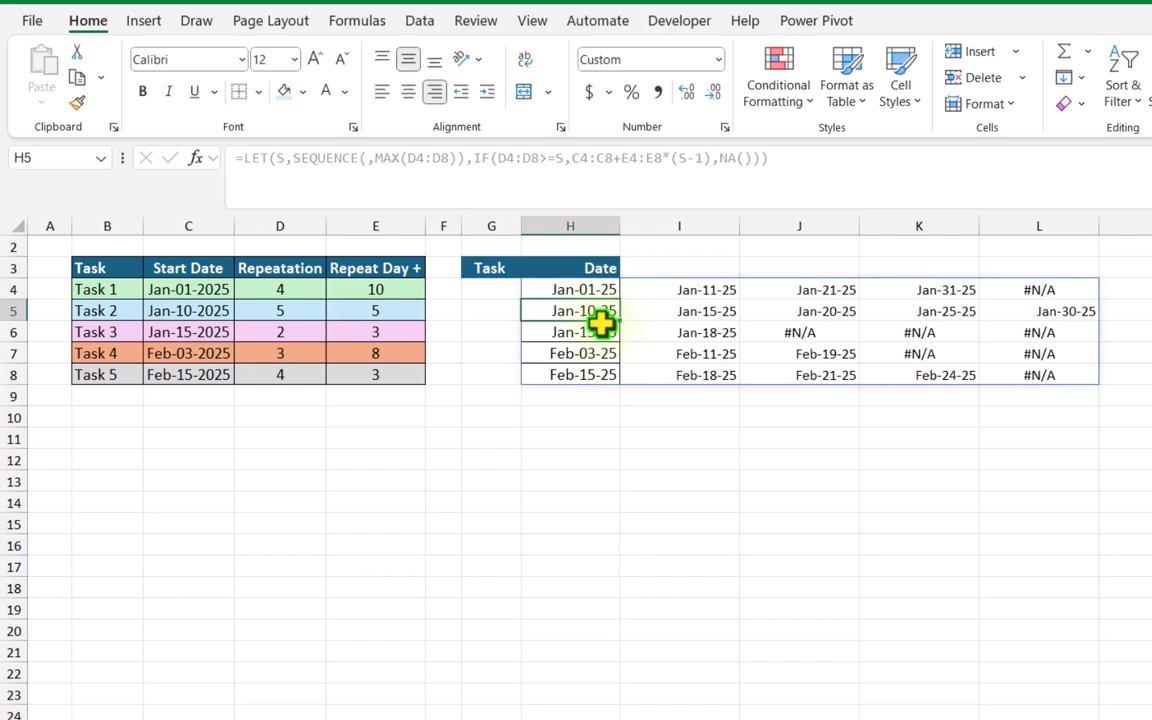 File Home Insert Draw Page Layout Formulas Data Review View Automate Developer Help Power Pivot
Paste
Clipboard
Calibri 12
B I U
Font
Alignment
Custom
$ % 9 .00 .00
Number
Conditional Formatting
Format as Table
Cell Styles
Styles
Insert
Delete
Format
Cells
Sort & Filter
Editing
H5 fx =LET(S,SEQUENCE(,MAX(D4:D8)),IF(D4:D8>=S,C4:C8+E4:E8*(S-1),NA()))
A B C D E F G H I J K L
2
3 Task Start Date Repeatation Repeat Day + Task Date
4 Task 1 Jan-01-2025 4 10 Jan-01-25 Jan-11-25 Jan-21-25 Jan-31-25 #N/A
5 Task 2 Jan-10-2025 5 5 Jan-10-25 Jan-15-25 Jan-20-25 Jan-25-25 Jan-30-25
6 Task 3 Jan-15-2025 2 3 Jan-18-25 #N/A #N/A #N/A
7 Task 4 Feb-03-2025 3 8 Feb-03-25 Feb-11-25 Feb-19-25 #N/A #N/A
8 Task 5 Feb-15-2025 4 3 Feb-15-25 Feb-18-25 Feb-21-25 Feb-24-25 #N/A
9
10
11
12
13
14
15
16
17
18
19
20
21
22
23
24